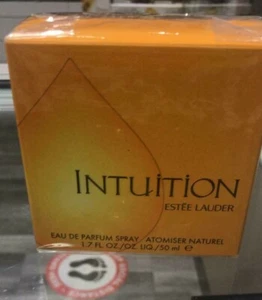 INTUITION
ESTĒE LAUDER
EAU DE PARFUM SPRAY / ATOMISER NATUREL
1.7 FL. OZ./OZ. LIQ./50 ml e